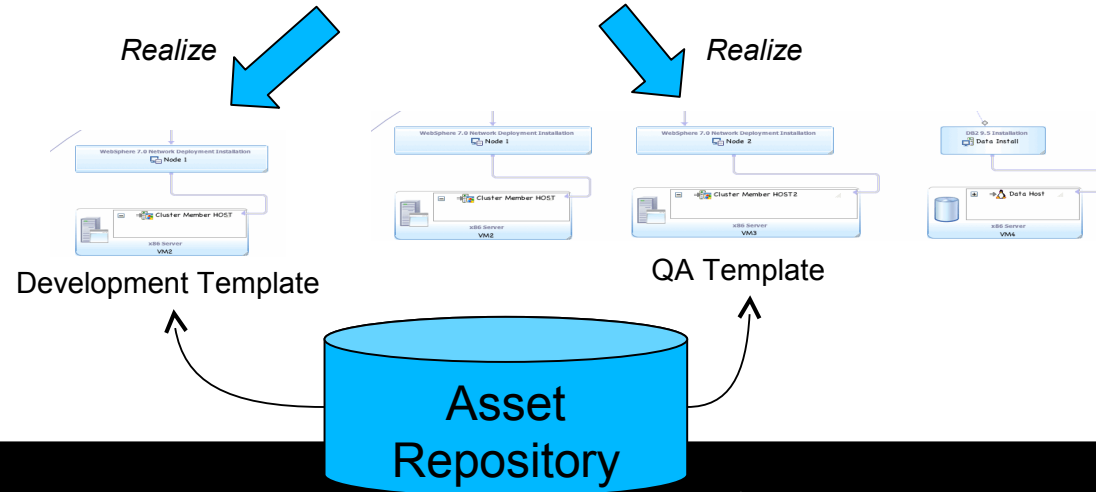 Realize
Realize
WebSphere 7.0 Network Deployment Installation
Node 1
Cluster Member HOST
x86 Server
VM2
Development Template
WebSphere 7.0 Network Deployment Installation
Node 1
Cluster Member HOST
x86 Server
VM2
WebSphere 7.0 Network Deployment Installation
Node 2
Cluster Member HOST2
x86 Server
VM3
DB2 9.5 Installation
Data Install
Data Host
x86 Server
VM4
QA Template
Asset
Repository